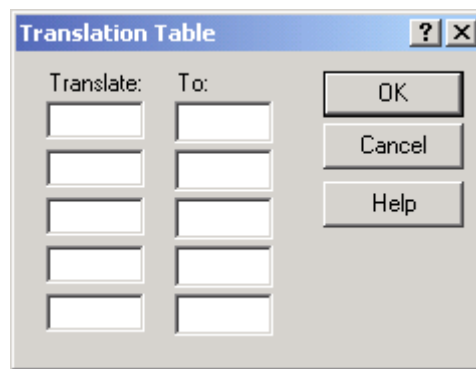 Translation Table
Translate: To:
OK
Cancel
Help